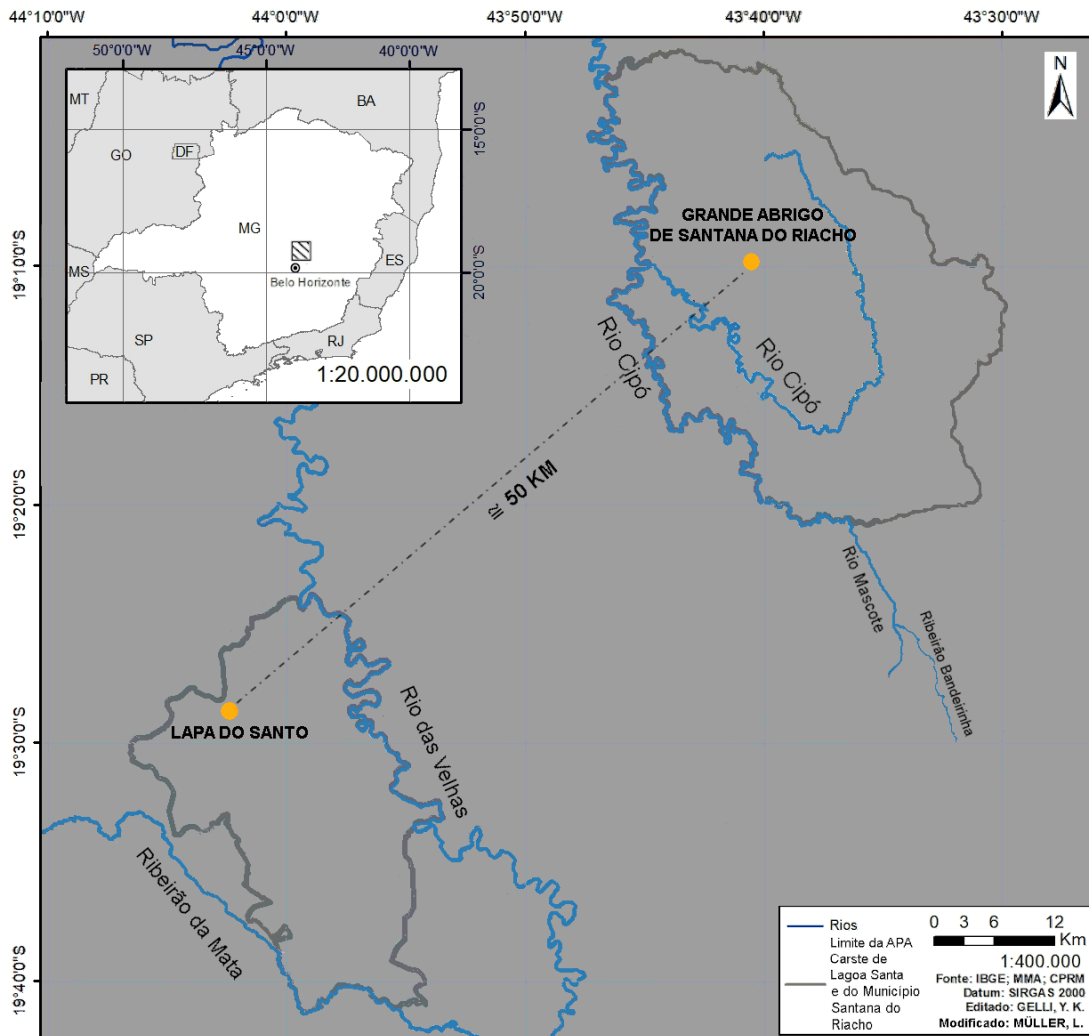 44°10'0"W
44°0'0"W
43°50'0"W
43°40'0"W
43°30'0"W
50°0'0"W
45°0'0"W
40°0'0"W
N
MT
BA
15°0'0"S
GO
DF
MG
ES
MS
Belo Horizonte
20°0'0"S
SP
RJ
PR
1:20.000.000
GRANDE ABRIGO
DE SANTANA DO RIACHO
19°10'0"S
Rio Cipó
Rio Cipó
≅ 50 KM
19°20'0"S
Rio Mascote
Ribeirão Bandeirinha
LAPA DO SANTO
Rio das Velhas
19°30'0"S
Ribeirão da Mata
19°40'0"S
Rios
Limite da APA
Carste de
Lagoa Santa
e do Município
Santana do
Riacho
0 3 6 12
Km
1:400.000
Fonte: IBGE; MMA; CPRM
Datum: SIRGAS 2000
Editado: GELLI, Y. K.
Modificado: MÜLLER, L.